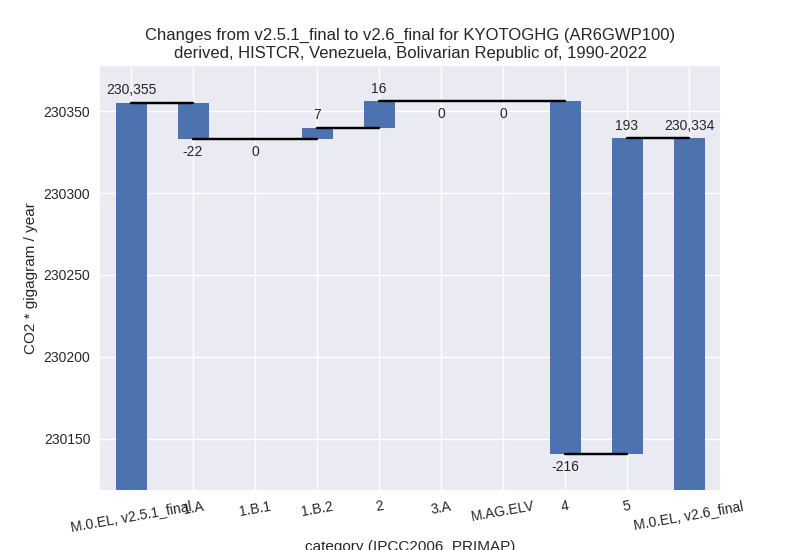 Changes from v2.5.1_final to v2.6_final for KYOTOGHG (AR6GWP100)
derived, HISTCR, Venezuela, Bolivarian Republic of, 1990-2022
230,355
-22
0
7
16
0
0
-216
193
230,334
230350
230300
230250
230200
230150
CO2 * gigagram / year
M.0.EL, v2.5.1_final
1.A
1.B.1
1.B.2
2
3.A
M.AG.ELV
4
5
M.0.EL, v2.6_final
category (IPCC2006_PRIMAP)